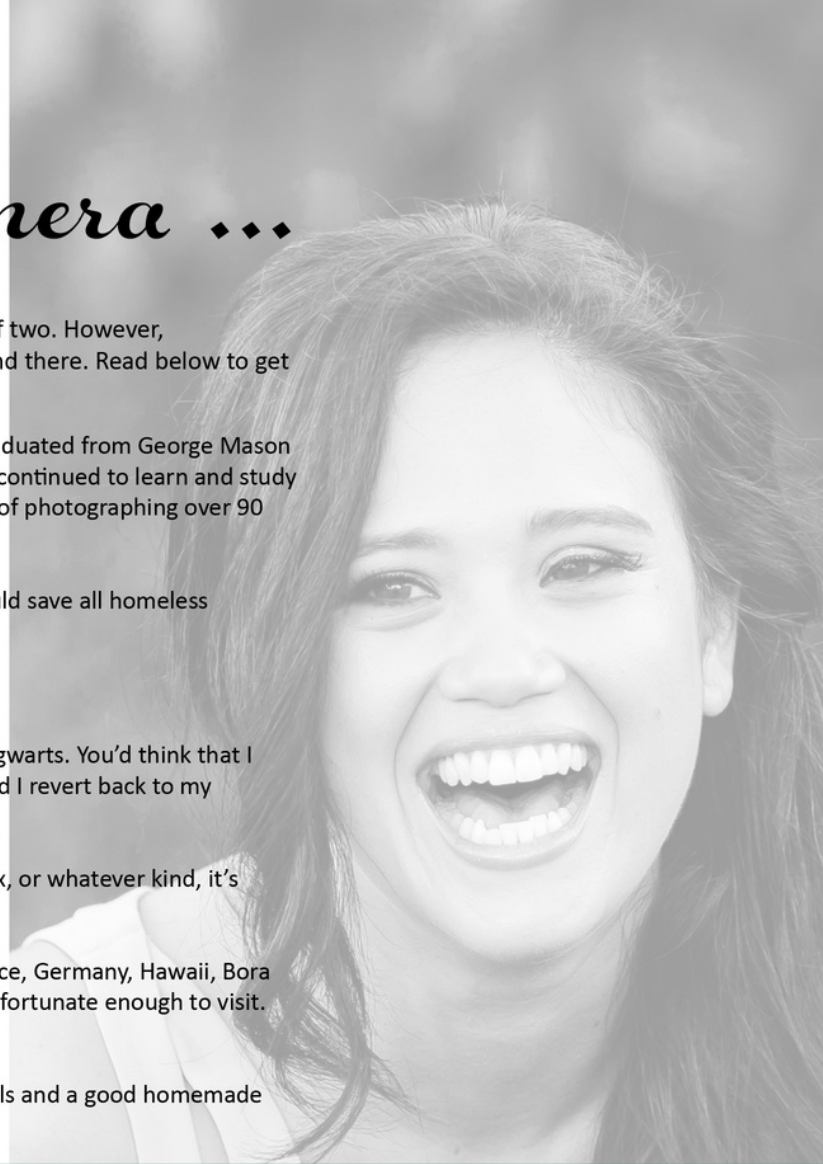 nera ...
f two. However,
nd there. Read below to get
duated from George Mason
continued to learn and study
of photographing over 90
ld save all homeless
gwarts. You’d think that I
d I revert back to my
x, or whatever kind, it’s
ce, Germany, Hawaii, Bora
fortunate enough to visit.
ls and a good homemade